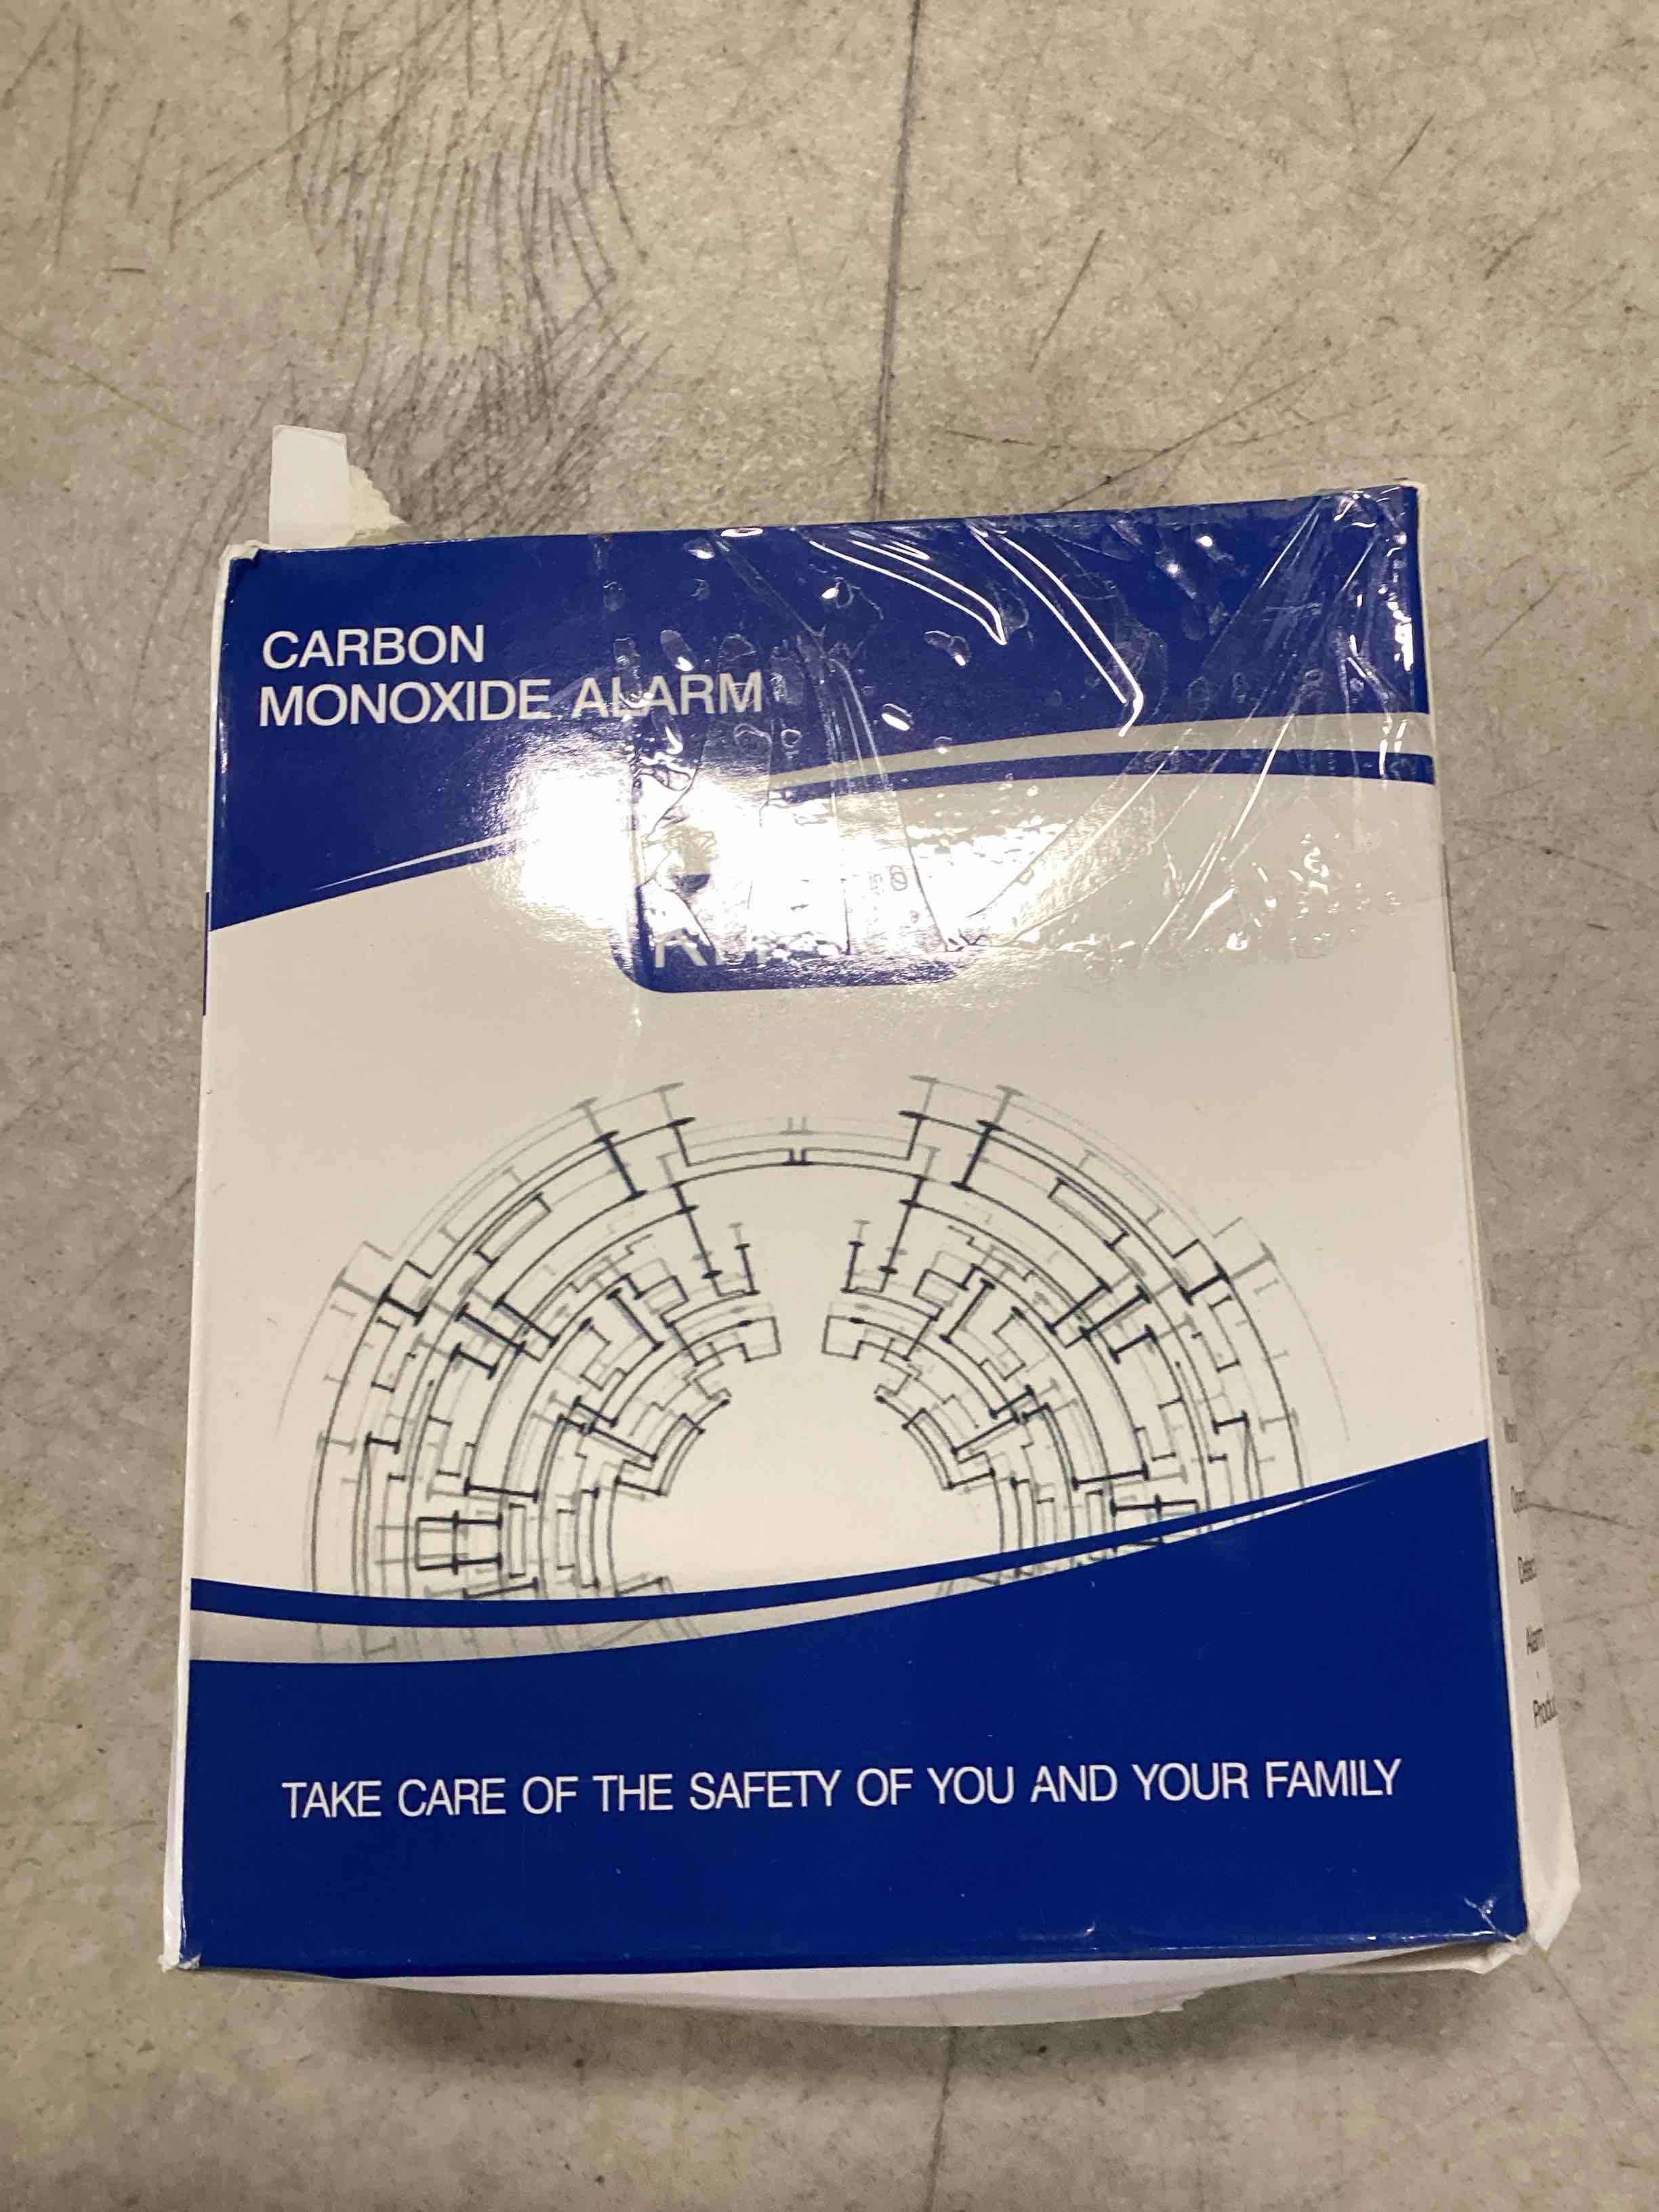 CARBON
MONOXIDE ALARM
TAKE CARE OF THE SAFETY OF YOU AND YOUR FAMILY